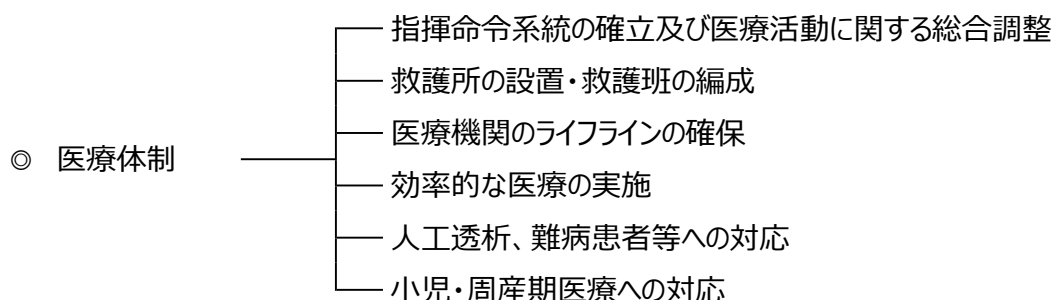 指揮命令系統の確立及び医療活動に関する総合調整
救護所の設置・救護班の編成
医療機関のライフラインの確保
◎ 医療体制
効率的な医療の実施
人工透析、難病患者等への対応
小児・周産期医療への対応